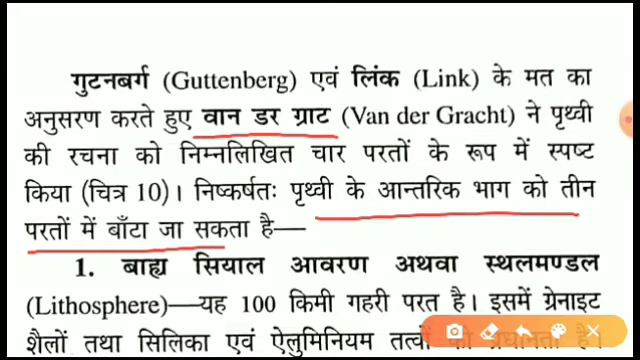 गुटनबर्ग (Guttenberg) एवं लिंक (Link) के मत का
अनुसरण करते हुए वान डर ग्राट (Van der Gracht) ने पृथ्वी
की रचना को निम्नलिखित चार परतों के रूप में स्पष्ट
किया (चित्र 10)। निष्कर्षतः पृथ्वी के आन्तरिक भाग को तीन
परतों में बाँटा जा सकता है—
1. बाह्य सियाल आवरण अथवा स्थलमण्डल
(Lithosphere)—यह 100 किमी गहरी परत है। इसमें ग्रेनाइट
शैलों तथा सिलिका एवं ऐलुमिनियम तत्वों की प्रधानता है।